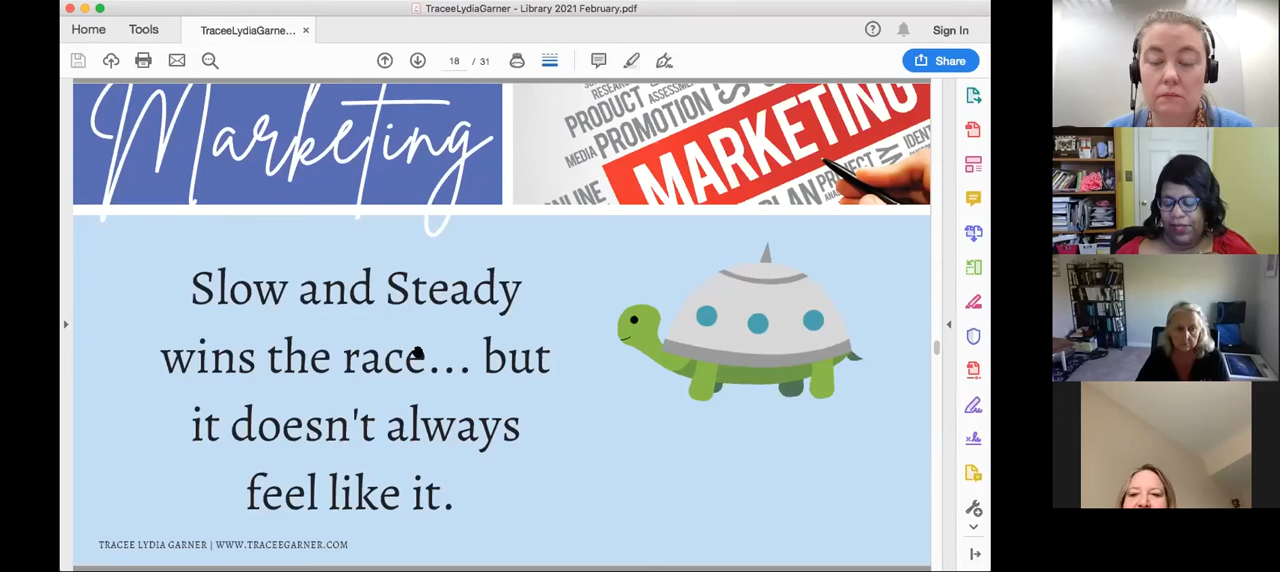 TraceeLydiaGarner - Library 2021 February.pdf
Home Tools TraceeLydiaGarne... × Sign In
18 / 31 Share
Marketing
PRODUCT
PROMOTION
MEDIA
MARKETING
PLAN
Slow and Steady
wins the race... but
it doesn't always
feel like it.
TRACEE LYDIA GARNER | WWW.TRACEEGARNER.COM